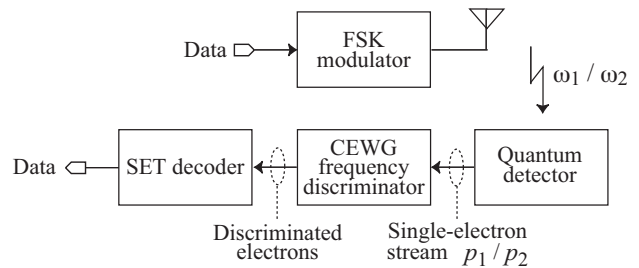 Data
FSK
modulator
ω1 / ω2
Data
SET decoder
CEWG
frequency
discriminator
Quantum
detector
Discriminated
electrons
Single-electron
stream p1 / p2